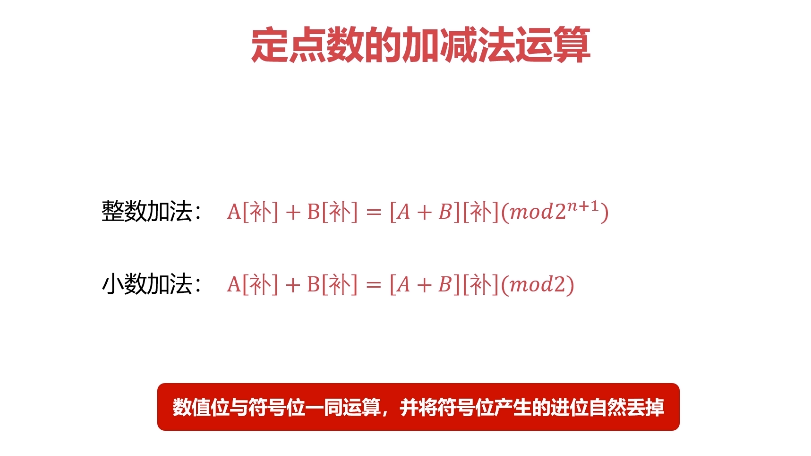 定点数的加减法运算
整数加法： A[补] + B[补] = [A + B][补](mod2ⁿ⁺¹)
小数加法： A[补] + B[补] = [A + B][补](mod2)
数值位与符号位一同运算，并将符号位产生的进位自然丢掉